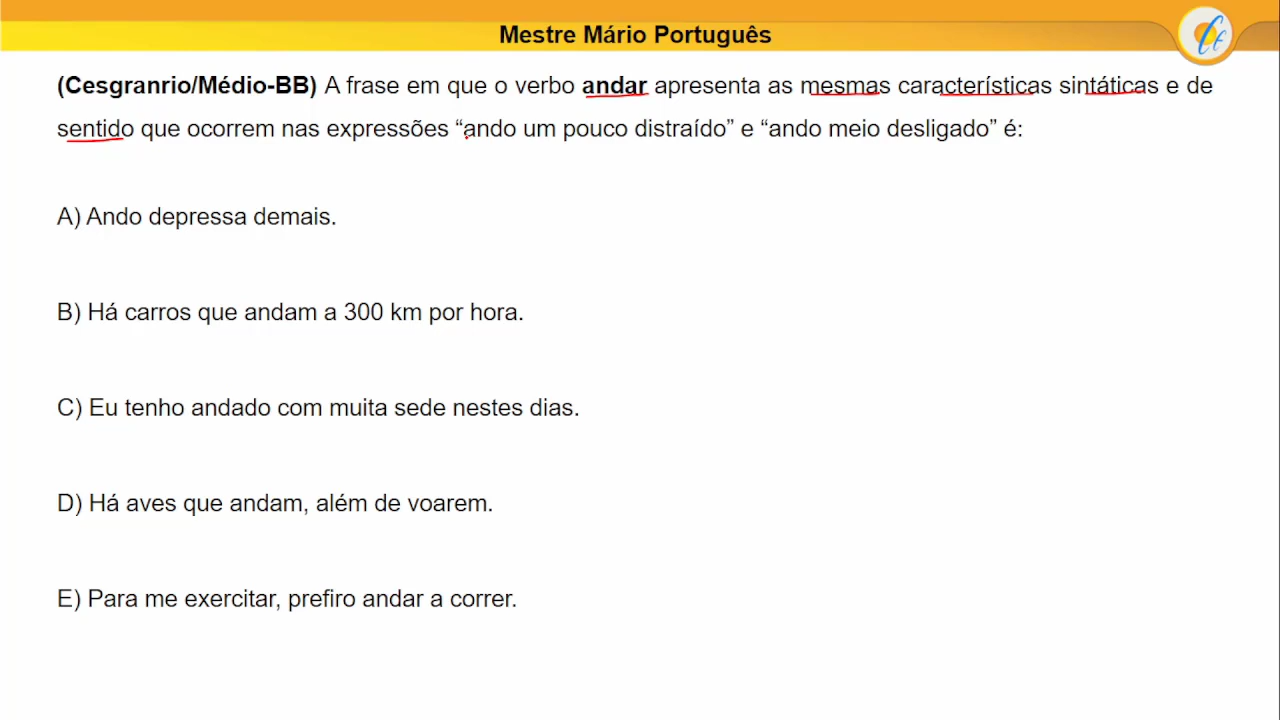 Mestre Mário Português
(Cesgranrio/Médio-BB) A frase em que o verbo andar apresenta as mesmas características sintáticas e de
sentido que ocorrem nas expressões “ando um pouco distraído” e “ando meio desligado” é:
A) Ando depressa demais.
B) Há carros que andam a 300 km por hora.
C) Eu tenho andado com muita sede nestes dias.
D) Há aves que andam, além de voarem.
E) Para me exercitar, prefiro andar a correr.